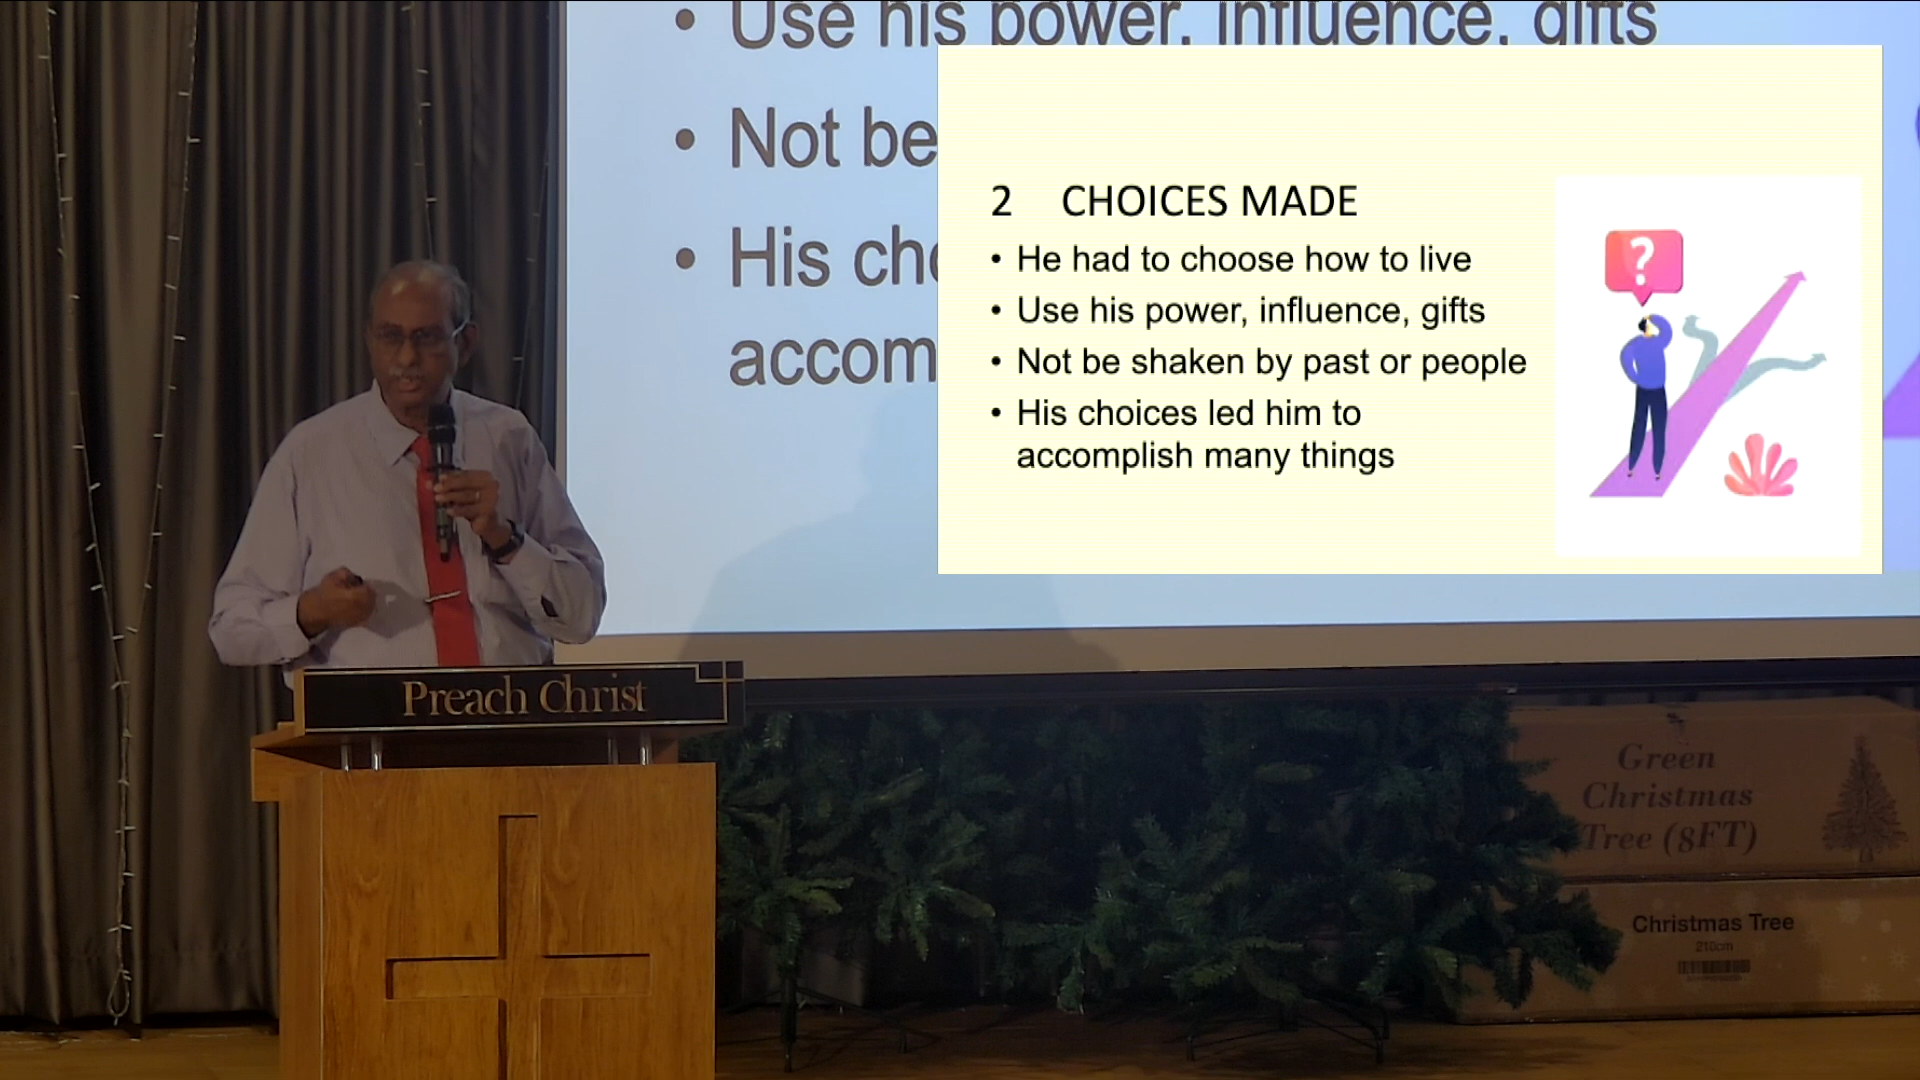 • Use his power, influence, gifts
• Not be
• His cho
accom
2 CHOICES MADE
• He had to choose how to live
• Use his power, influence, gifts
• Not be shaken by past or people
• His choices led him to
accomplish many things
?
Preach Christ
Green
Christmas
Tree (8FT)
Christmas Tree
210cm